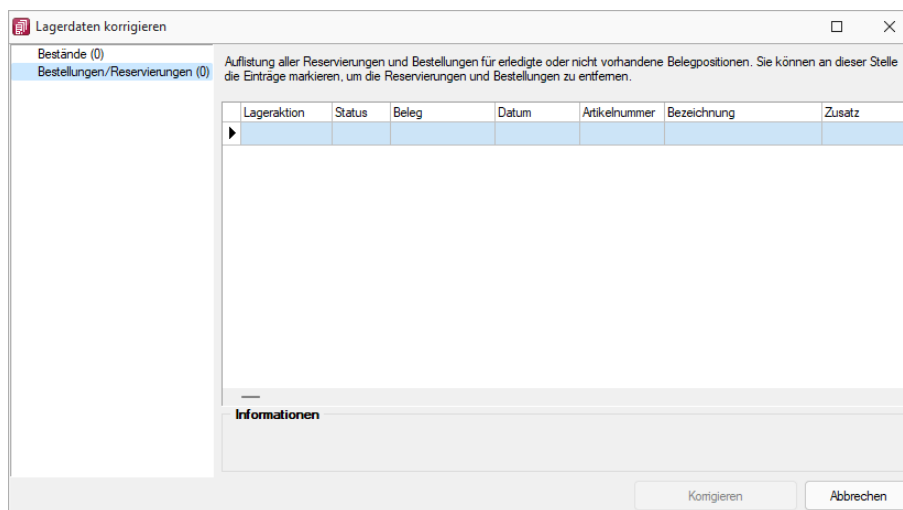 Lagerdaten korrigieren
Bestände (0)
Bestellungen/Reservierungen (0)
Auflistung aller Reservierungen und Bestellungen für erledigte oder nicht vorhandene Belegpositionen. Sie können an dieser Stelle
die Einträge markieren, um die Reservierungen und Bestellungen zu entfernen.
Lageraktion Status Beleg Datum Artikelnummer Bezeichnung Zusatz
Informationen
Korrigieren Abbrechen